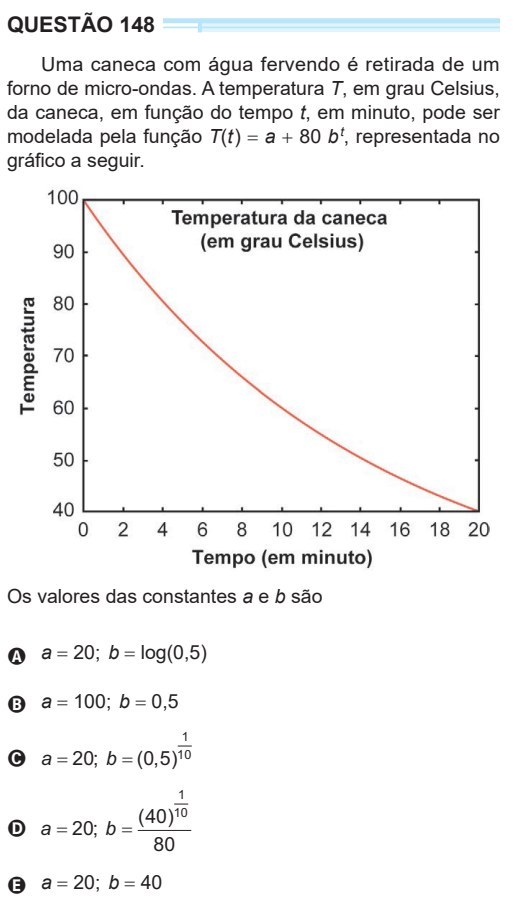 QUESTÃO 148
Uma caneca com água fervendo é retirada de um
forno de micro-ondas. A temperatura T, em grau Celsius,
da caneca, em função do tempo t, em minuto, pode ser
modelada pela função T(t) = a + 80 bᵗ, representada no
gráfico a seguir.
Temperatura da caneca
(em grau Celsius)
Temperatura
100
90
80
70
60
50
40
0 2 4 6 8 10 12 14 16 18 20
Tempo (em minuto)
Os valores das constantes a e b são
A a = 20; b = log(0,5)
B a = 100; b = 0,5
C a = 20; b = (0,5)^(1/10)
D a = 20; b = (40)^(1/10)/80
E a = 20; b = 40